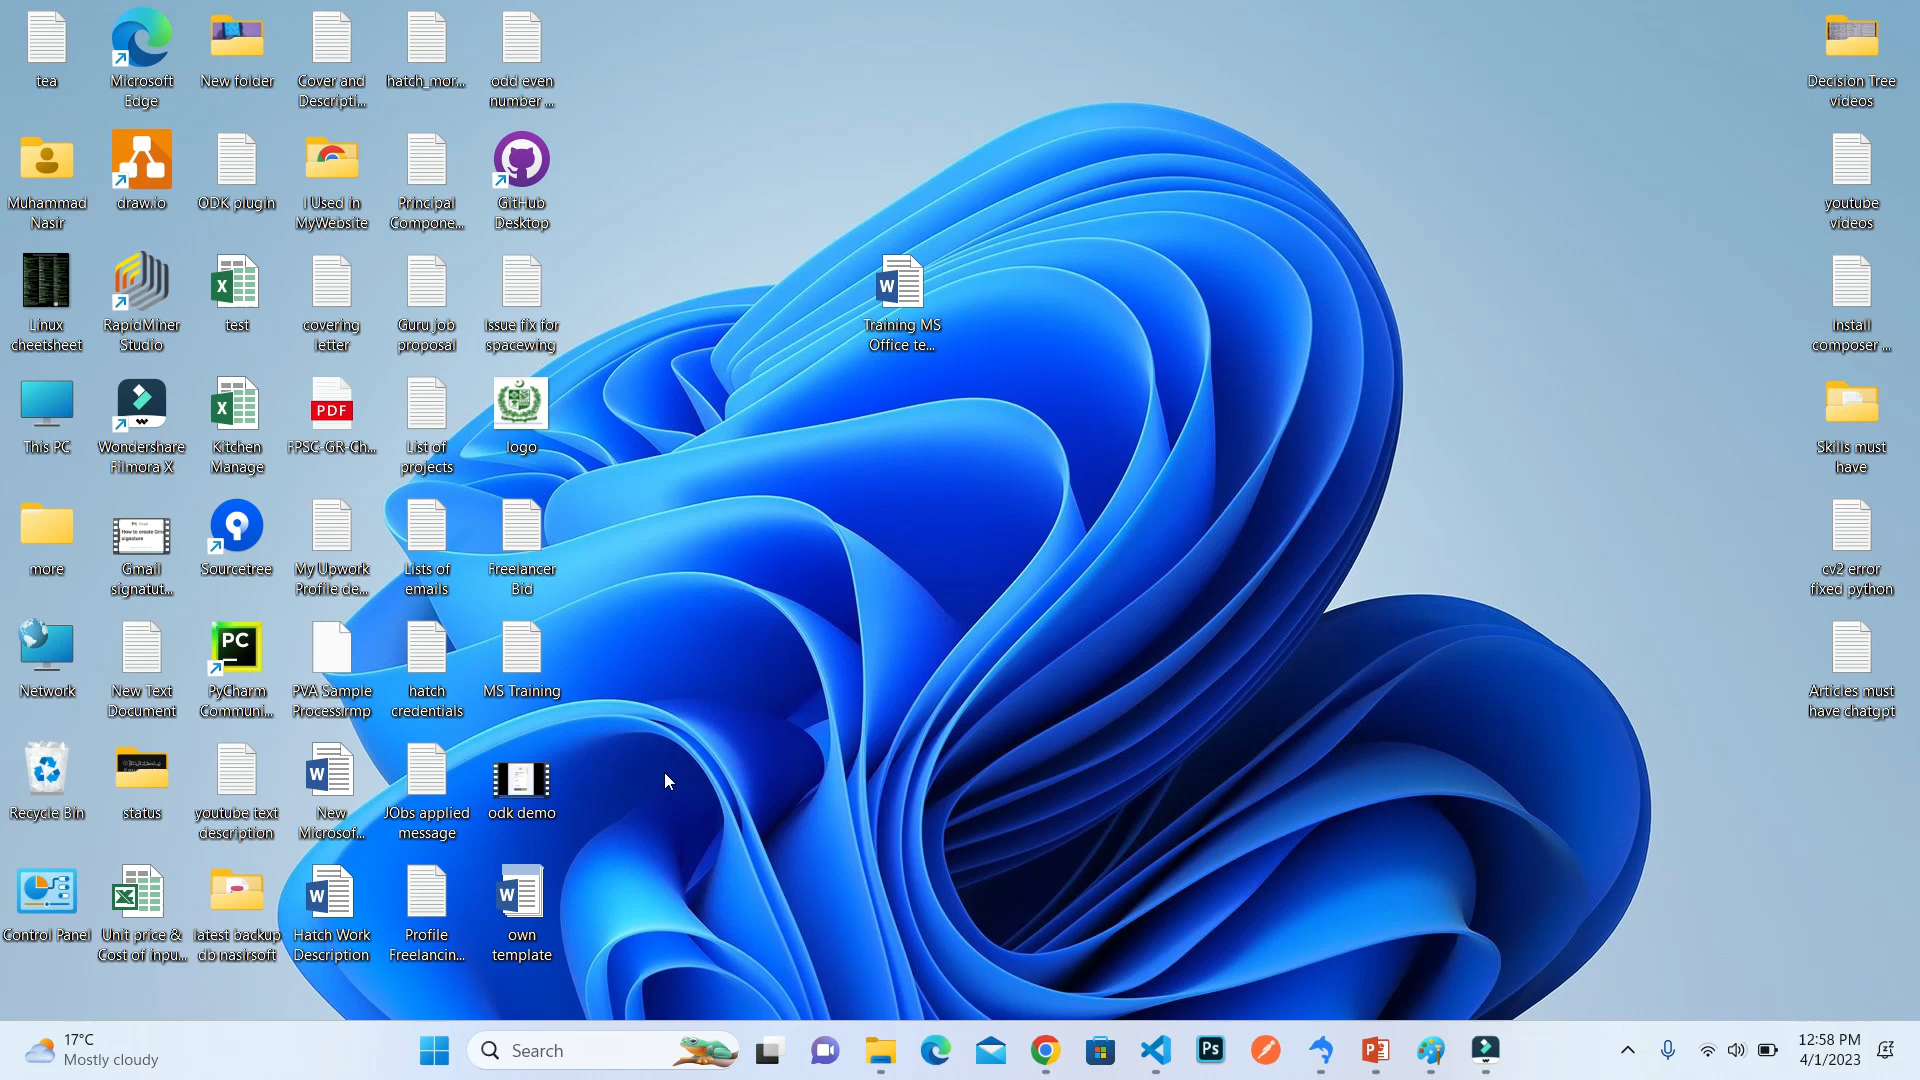 tea
Microsoft
Edge
New folder
Cover and
Descripti...
hatch_mor...
odd even
number ...
Decision Tree
videos
Muhammad
Nasir
draw.io
ODK plugin
I Used in
MyWebsite
Principal
Compone...
GitHub
Desktop
youtube
videos
Linux
cheetsheet
RapidMiner
Studio
X
test
covering
letter
Guru job
proposal
Issue fix for
spacewing
W
Training MS
Office te...
Install
composer ...
This PC
Wondershare
Filmora X
X
Kitchen
Manage
PDF
FPSC-GR-Ch...
List of
projects
logo
Skills must
have
more
Gmail
signatut...
Sourcetree
My Upwork
Profile de...
Lists of
emails
Freelancer
Bid
cv2 error
fixed python
Network
New Text
Document
PC
PyCharm
Communi...
PVA Sample
Process.rmp
hatch
credentials
MS Training
Articles must
have chatgpt
Recycle Bin
status
youtube text
description
W
New
Microsof...
JObs applied
message
odk demo
Control Panel
X
Unit price &
Cost of inpu...
latest backup
db nasirsoft
W
Hatch Work
Description
Profile
Freelancin...
W
own
template
17°C
Mostly cloudy
Search
Ps
P
12:58 PM
4/1/2023